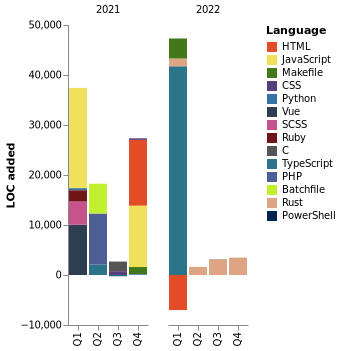 2021
2022
LOC added
50,000
40,000
30,000
20,000
10,000
0
−10,000
Q1
Q2
Q3
Q4
Q1
Q2
Q3
Q4
Language
HTML
JavaScript
Makefile
CSS
Python
Vue
SCSS
Ruby
C
TypeScript
PHP
Batchfile
Rust
PowerShell